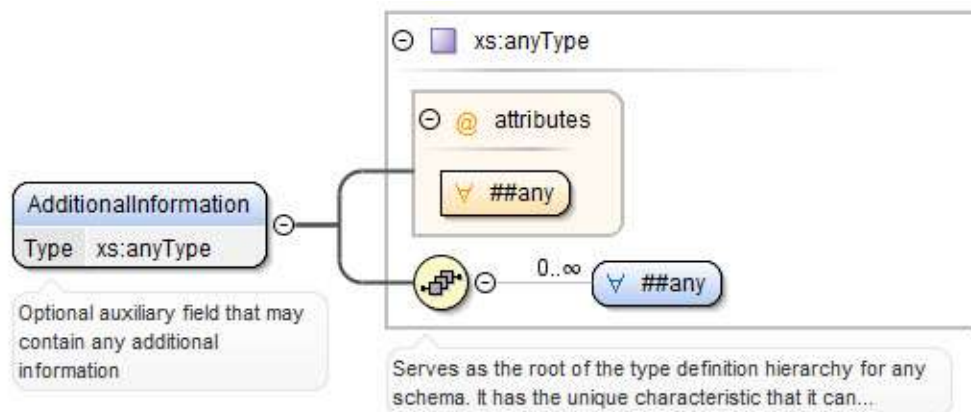 xs:anyType
@ attributes
∀ ##any
AdditionalInformation
Type xs:anyType
0..∞
∀ ##any
Optional auxiliary field that may
contain any additional
information
Serves as the root of the type definition hierarchy for any
schema. It has the unique characteristic that it can...